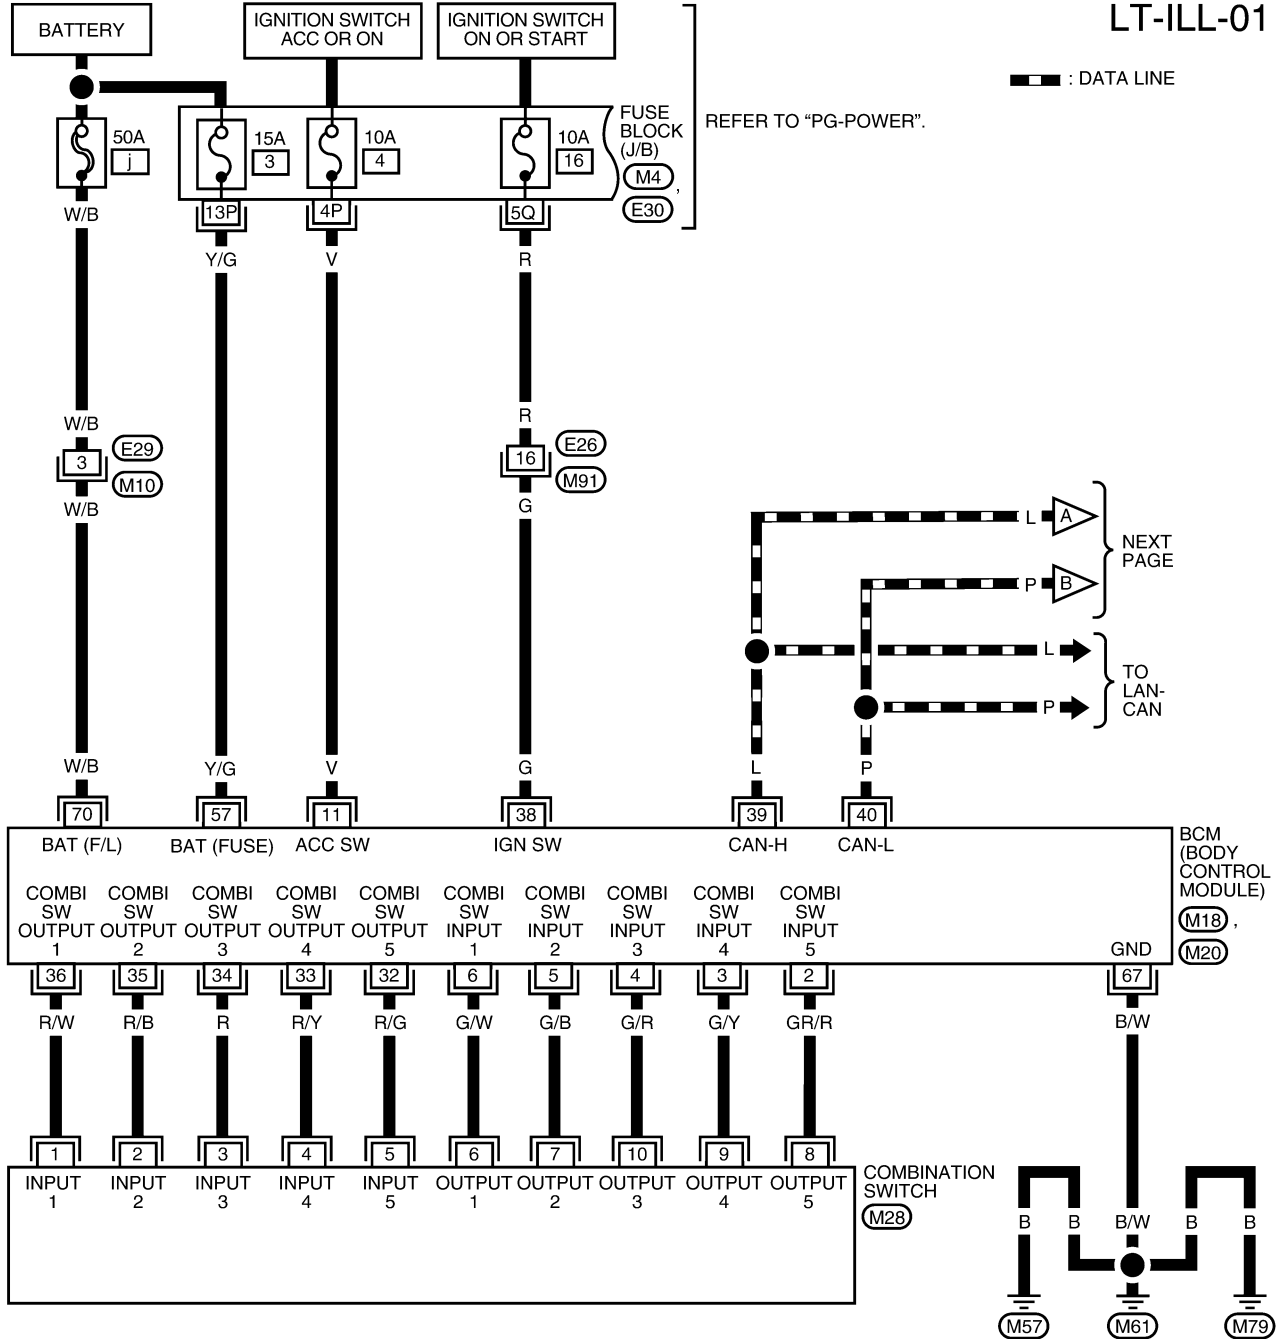 LT-ILL-01
BATTERY
IGNITION SWITCH
ACC OR ON
IGNITION SWITCH
ON OR START
: DATA LINE
50A
j
15A
3
10A
4
10A
16
FUSE
BLOCK
(J/B)
M4
,
E30
REFER TO “PG-POWER”.
13P
4P
5Q
W/B
Y/G
V
R
W/B
R
3
E29
M10
16
E26
M91
W/B
G
L
A
P
B
NEXT
PAGE
L
P
TO
LAN-
CAN
W/B
Y/G
V
G
L
P
70
57
11
38
39
40
BAT (F/L)
BAT (FUSE)
ACC SW
IGN SW
CAN-H
CAN-L
BCM
(BODY
CONTROL
MODULE)
M18 ,
M20
COMBI
SW
OUTPUT
1
COMBI
SW
OUTPUT
2
COMBI
SW
OUTPUT
3
COMBI
SW
OUTPUT
4
COMBI
SW
OUTPUT
5
COMBI
SW
INPUT
1
COMBI
SW
INPUT
2
COMBI
SW
INPUT
3
COMBI
SW
INPUT
4
COMBI
SW
INPUT
5
GND
36
35
34
33
32
6
5
4
3
2
67
R/W
R/B
R
R/Y
R/G
G/W
G/B
G/R
G/Y
GR/R
B/W
1
2
3
4
5
6
7
10
9
8
INPUT
1
INPUT
2
INPUT
3
INPUT
4
INPUT
5
OUTPUT
1
OUTPUT
2
OUTPUT
3
OUTPUT
4
OUTPUT
5
COMBINATION
SWITCH
M28
B
B
B/W
B
B
M57
M61
M79